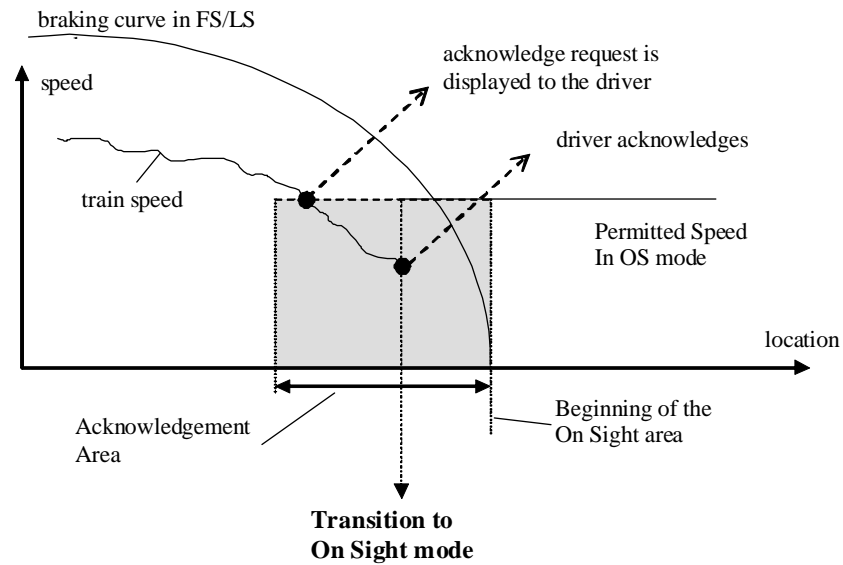 braking curve in FS/LS
acknowledge request is
displayed to the driver
speed
driver acknowledges
train speed
Permitted Speed
In OS mode
location
Acknowledgement
Area
Beginning of the
On Sight area
Transition to
On Sight mode